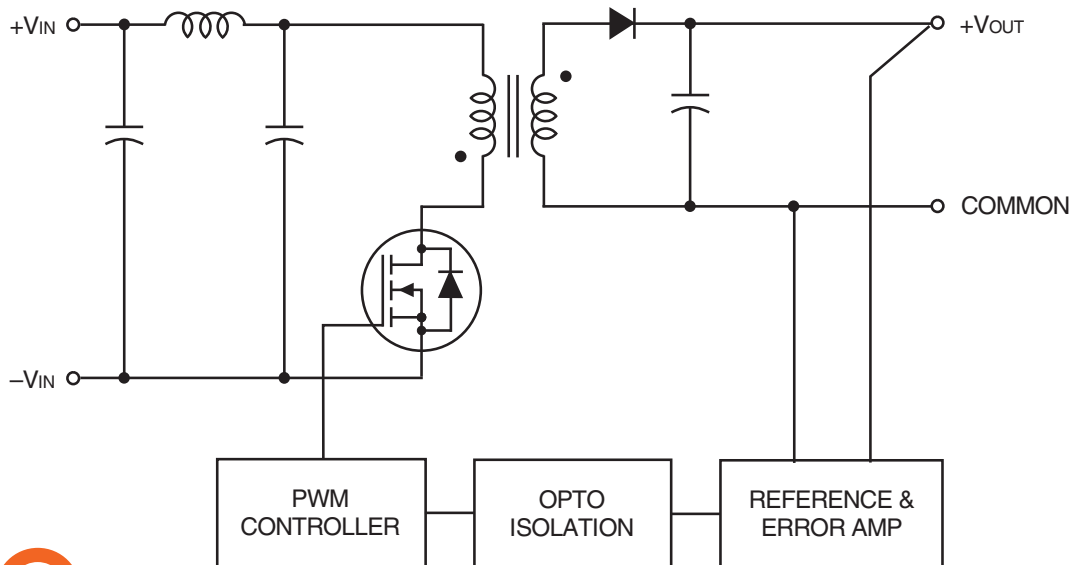 +VIN
+VOUT
COMMON
–VIN
PWM
CONTROLLER
OPTO
ISOLATION
REFERENCE &
ERROR AMP